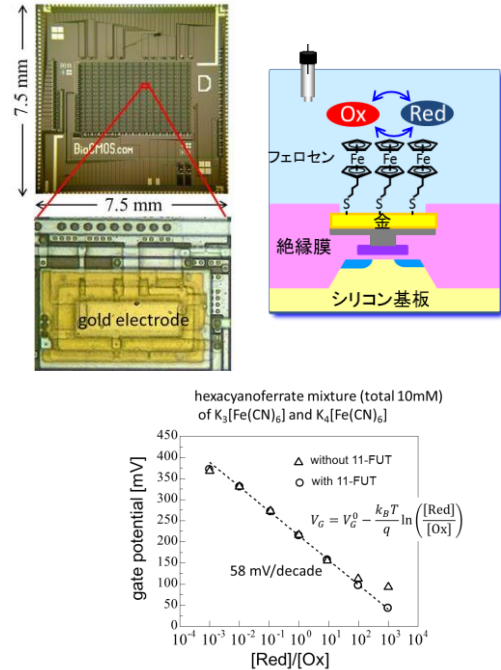 7.5 mm
D
BioCMOS.com
7.5 mm
gold electrode
Ox
Red
フェロセン
Fe
Fe
Fe
S
S
S
金
絶縁膜
シリコン基板
hexacyanoferrate mixture (total 10mM)
of K₃[Fe(CN)₆] and K₄[Fe(CN)₆]
gate potential [mV]
450
400
350
300
250
200
150
100
50
0
△ without 11-FUT
○ with 11-FUT
V_G = V_G^0 − k_BT/q ln([Red]/[Ox])
58 mV/decade
10⁻⁴ 10⁻³ 10⁻² 10⁻¹ 10⁰ 10¹ 10² 10³ 10⁴
[Red]/[Ox]